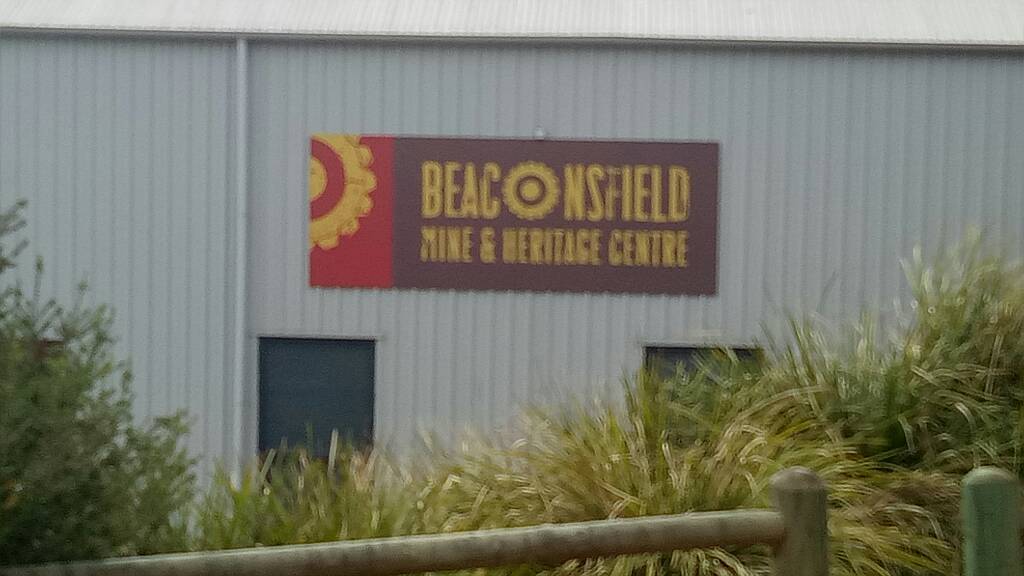 BEACONSFIELD
MINE & HERITAGE CENTRE